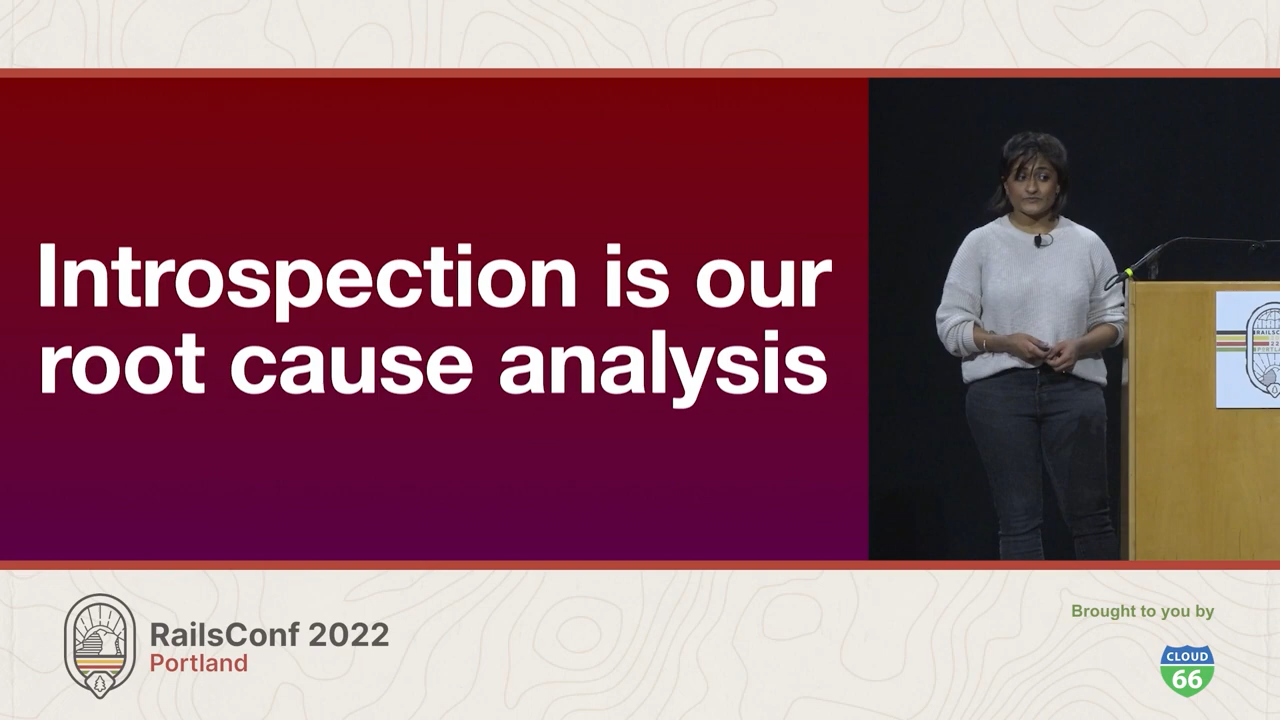 Introspection is our
root cause analysis
RailsConf 2022
Portland
Brought to you by
CLOUD
66